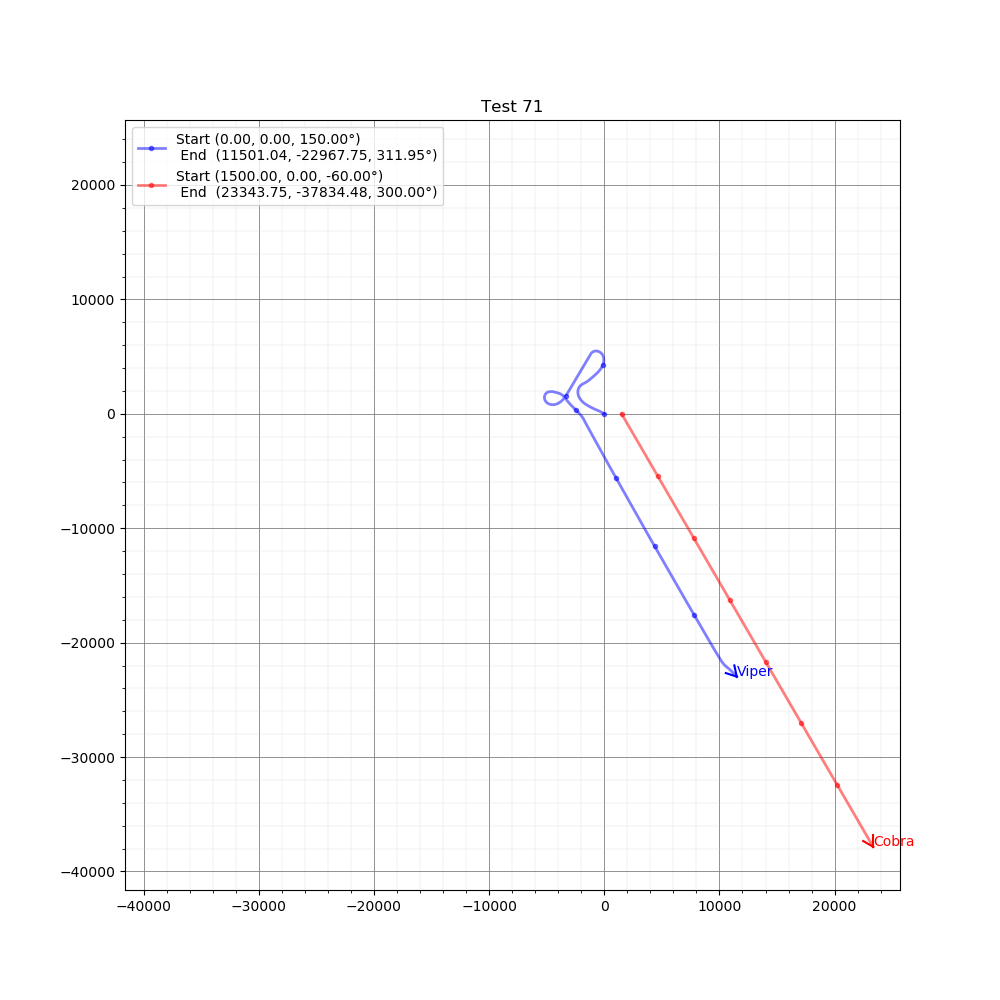 Test 71
Start (0.00, 0.00, 150.00°)
End (11501.04, -22967.75, 311.95°)
Start (1500.00, 0.00, -60.00°)
End (23343.75, -37834.48, 300.00°)
20000
10000
0
−10000
−20000
−30000
−40000
Viper
Cobra
−40000 −30000 −20000 −10000 0 10000 20000